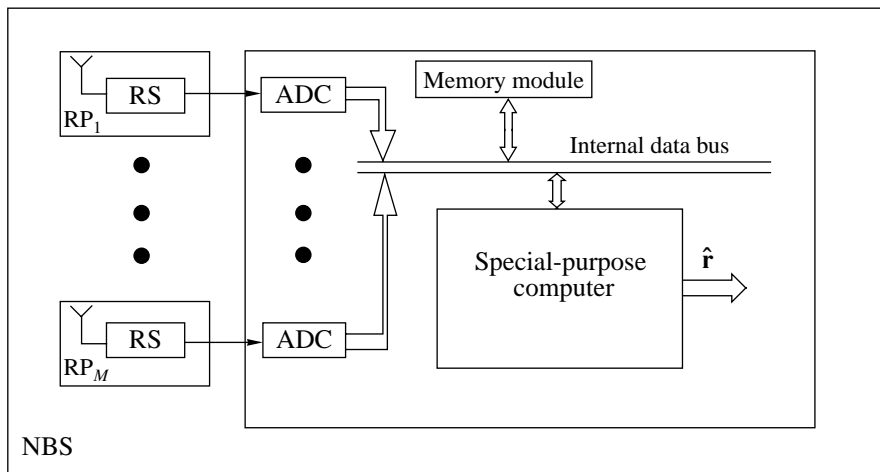 RS
RP1
ADC
Memory module
Internal data bus
Special-purpose
computer
r̂
RS
RPM
ADC
NBS